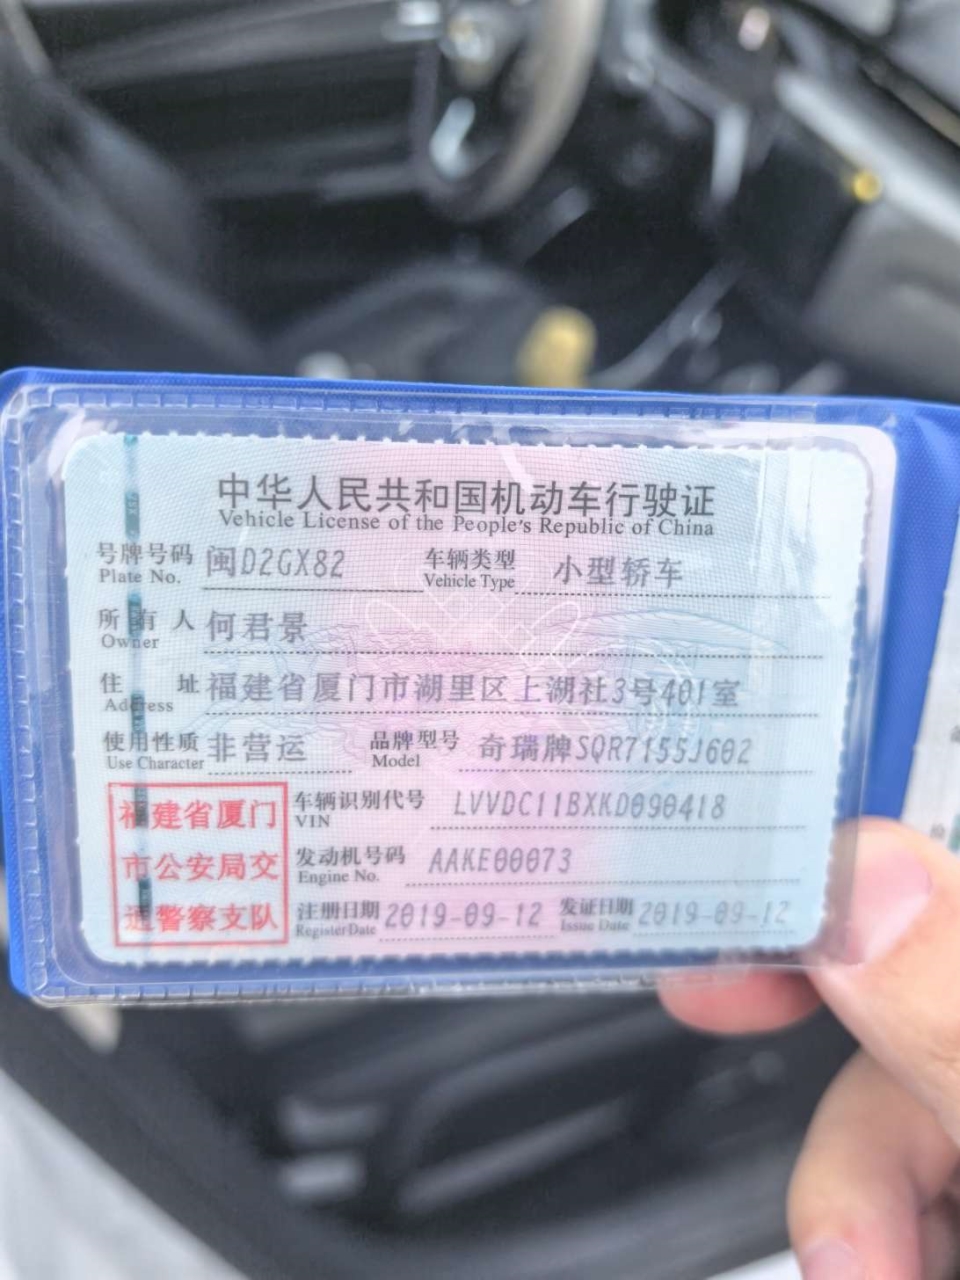 中华人民共和国机动车行驶证
Vehicle License of the People's Republic of China
号牌号码 闽D2GX82 车辆类型 小型轿车
Plate No. Vehicle Type
所有人 何君景
Owner
住址 福建省厦门市湖里区上湖社3号401室
Address
使用性质 非营运 品牌型号 奇瑞牌SQR7155J602
Use Character Model
福建省厦门
市公安局交
通警察支队
车辆识别代号 LVVDC11BXKD090418
VIN
发动机号码 AAKE00073
Engine No.
注册日期 2019-09-12 发证日期 2019-09-12
Register Date Issue Date